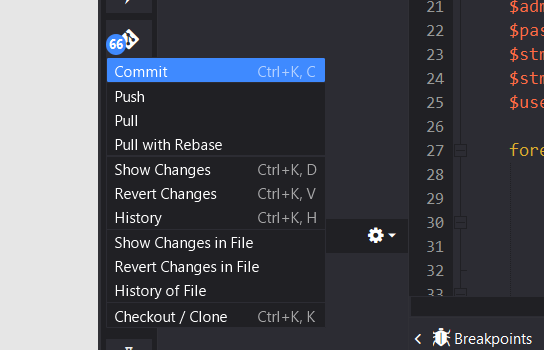 66
Commit Ctrl+K, C
Push
Pull
Pull with Rebase
Show Changes Ctrl+K, D
Revert Changes Ctrl+K, V
History Ctrl+K, H
Show Changes in File
Revert Changes in File
History of File
Checkout / Clone Ctrl+K, K
21 $adm
22 $pas
23 $stm
24 $stm
25 $use
26
27 fore
28
29
30
31
32
33
Breakpoints